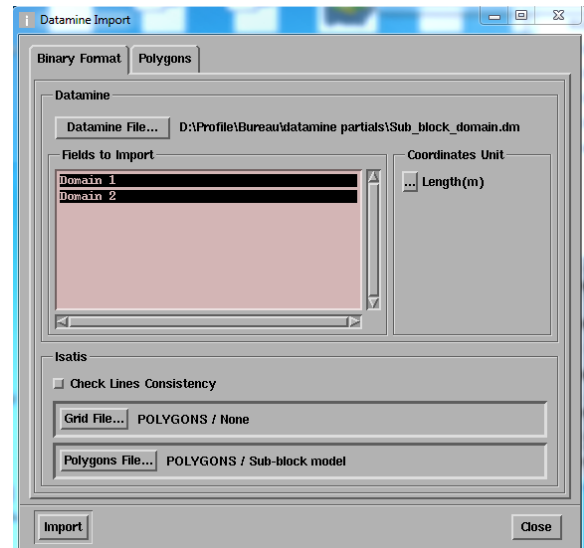 Datamine Import
Binary Format Polygons
Datamine
Datamine File... D:\Profile\Bureau\datamine partials\Sub_block_domain.dm
Fields to Import
Domain 1
Domain 2
Coordinates Unit
... Length(m)
Isatis
Check Lines Consistency
Grid File... POLYGONS / None
Polygons File... POLYGONS / Sub-block model
Import Close